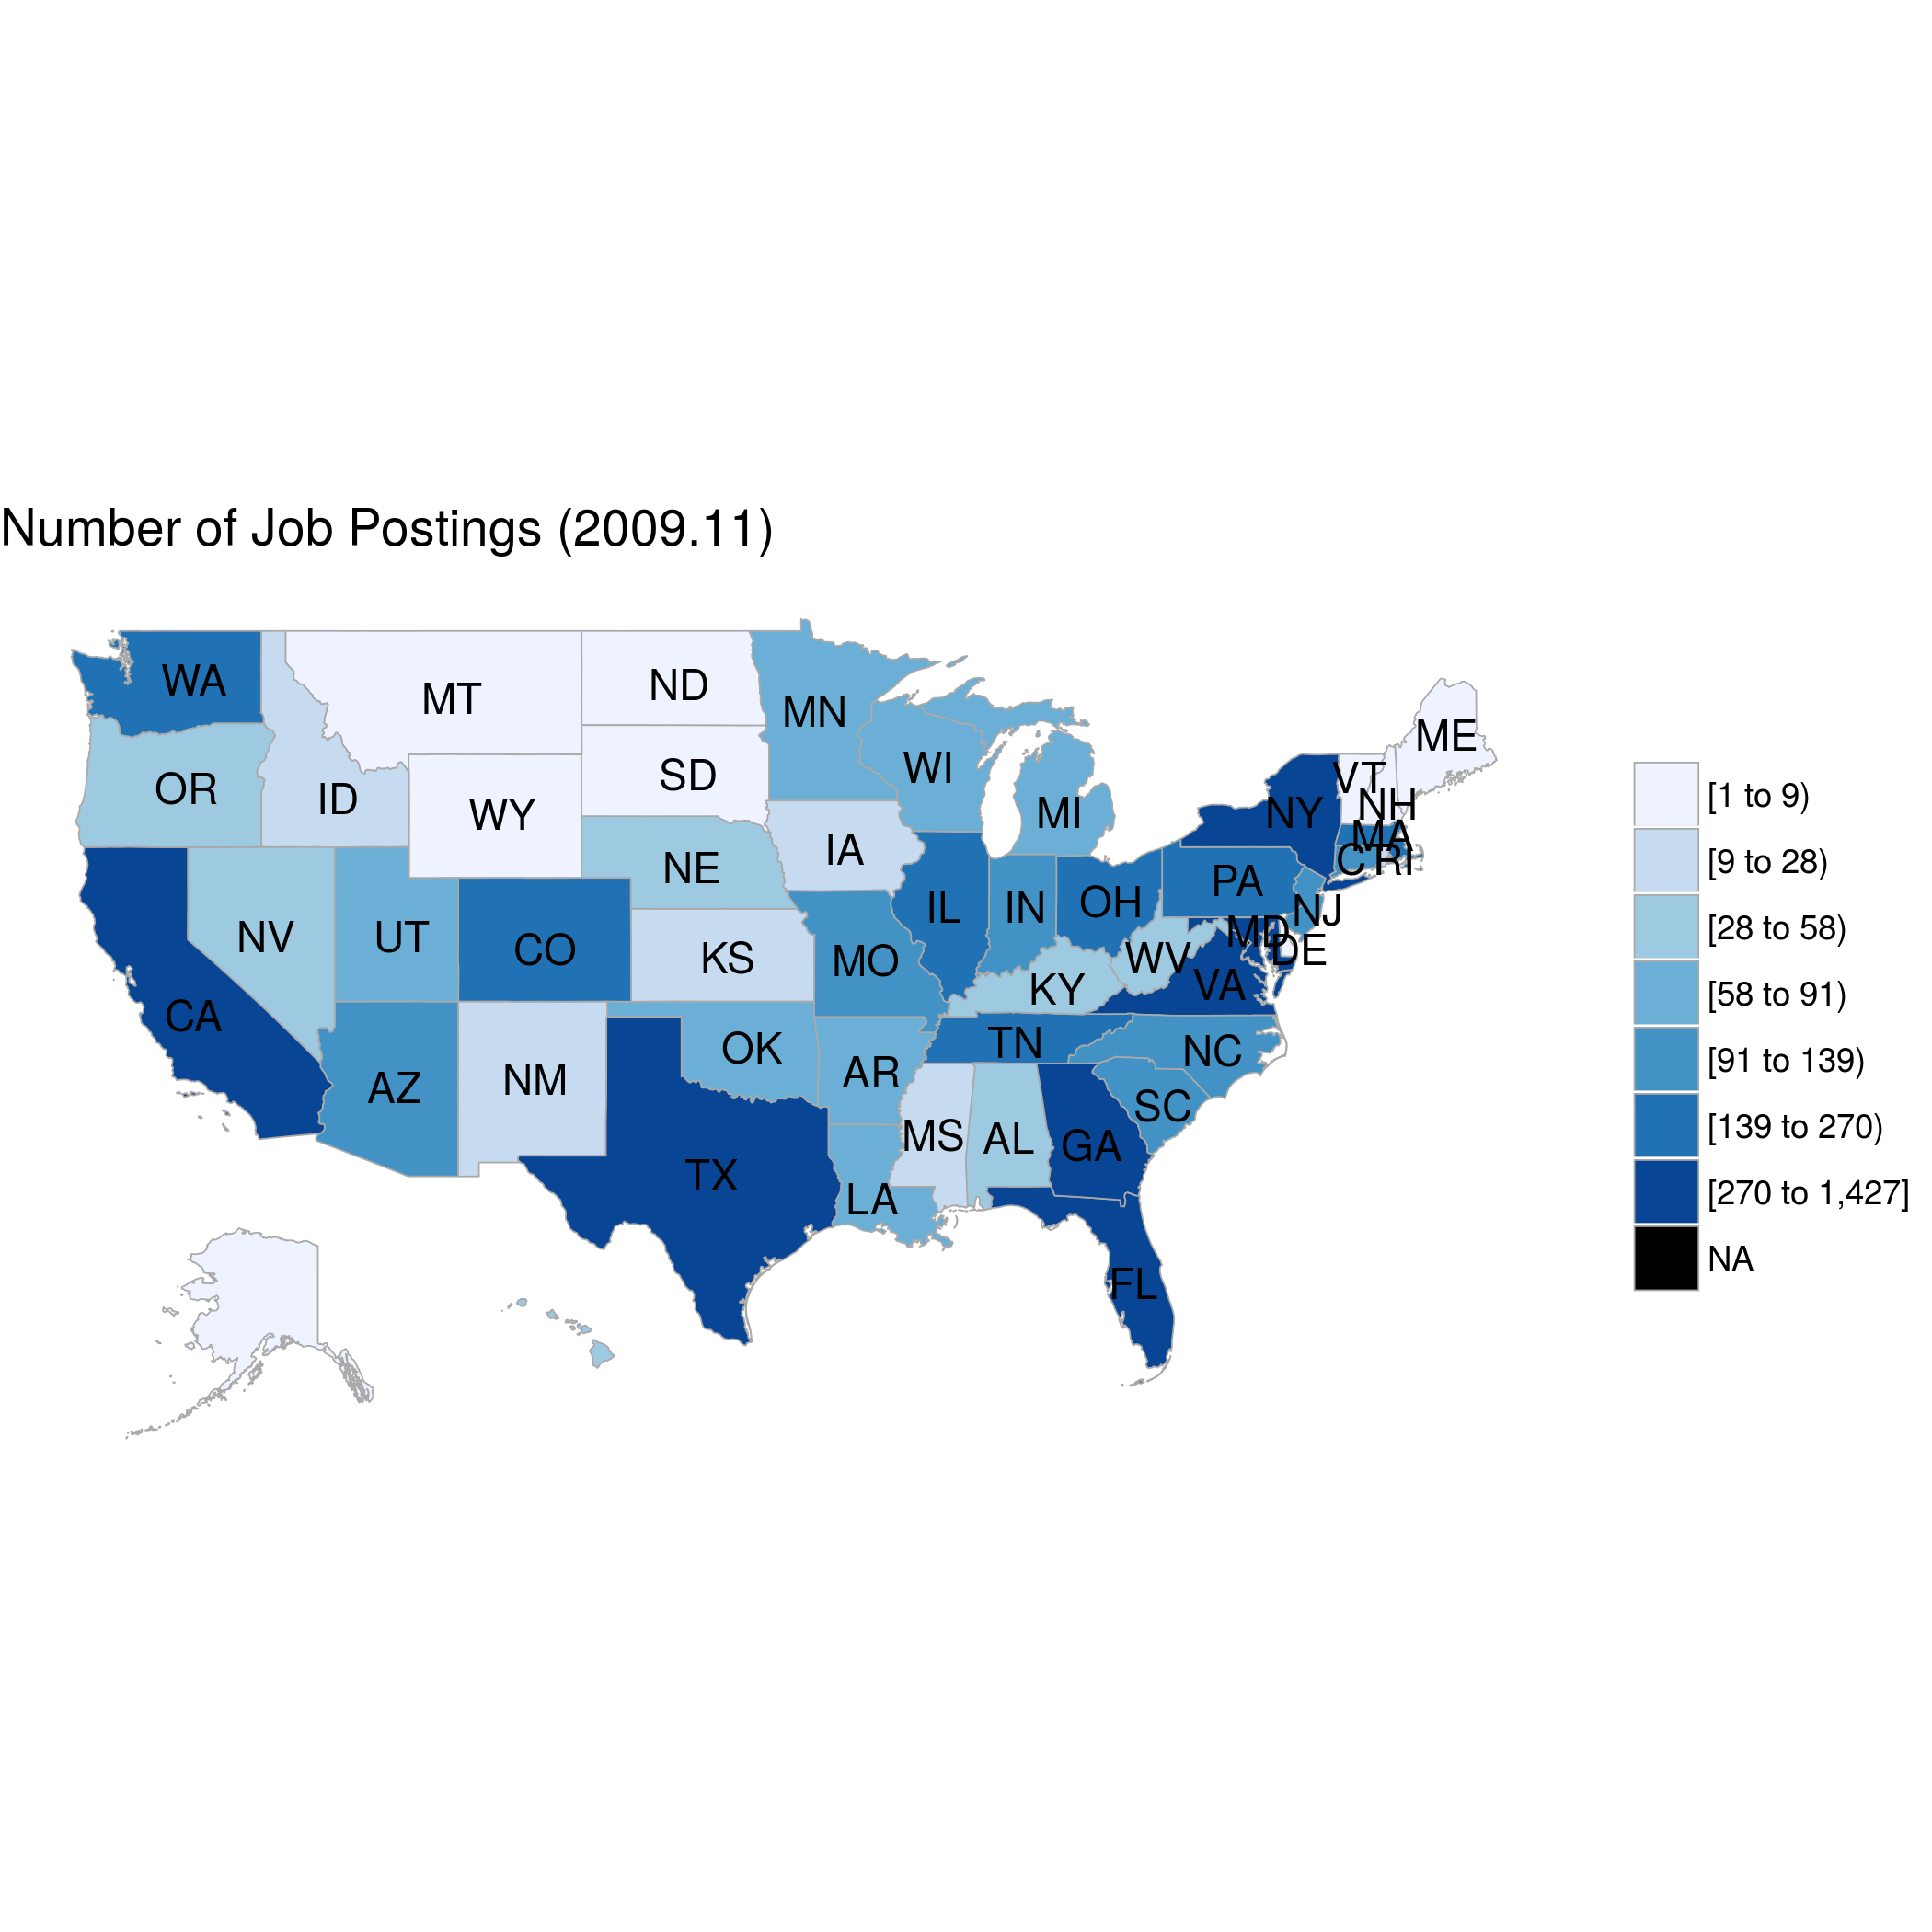 Number of Job Postings (2009.11)
WA
MT
ND
MN
ME
OR
ID
WY
SD
WI
MI
VT
NH
NY
MA
CT
RI
NE
IA
PA
NV
UT
CO
KS
MO
IL
IN
OH
NJ
MD
DE
WV
VA
KY
CA
AZ
NM
OK
AR
TN
NC
SC
TX
LA
MS
AL
GA
FL
[1 to 9)
[9 to 28)
[28 to 58)
[58 to 91)
[91 to 139)
[139 to 270)
[270 to 1,427]
NA